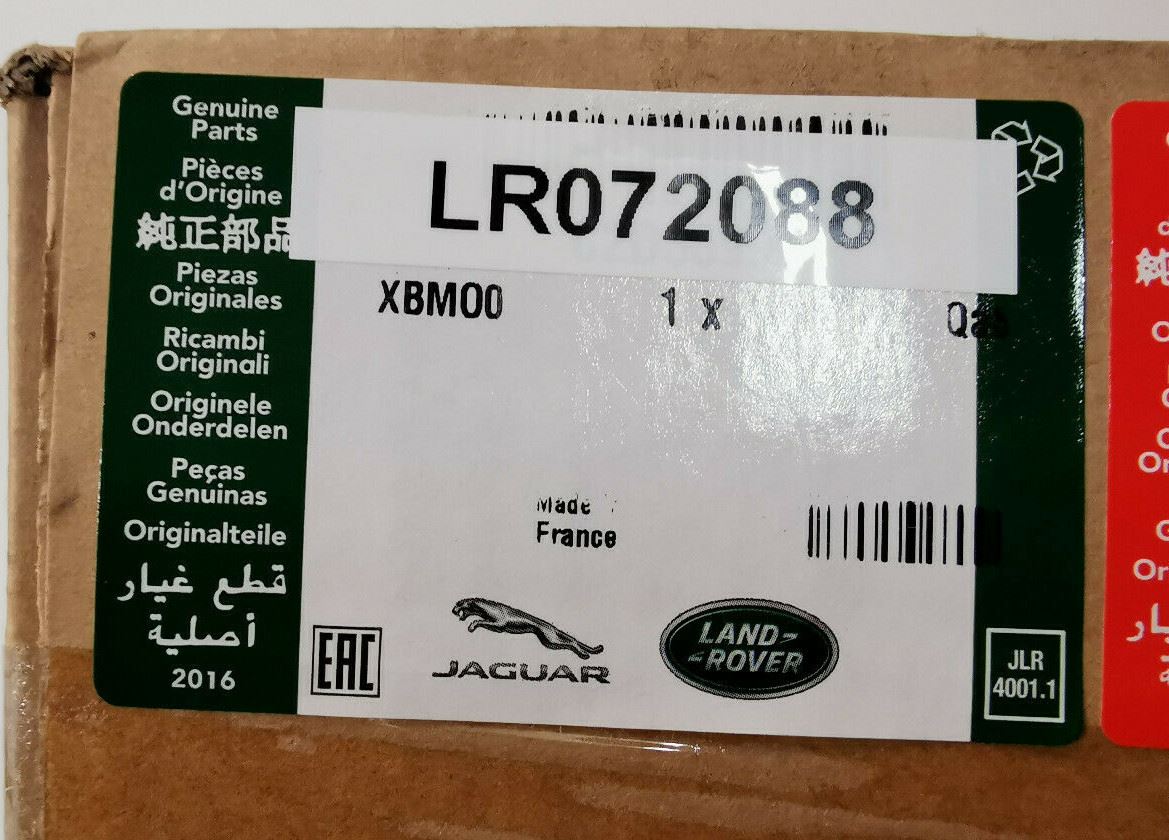 Genuine
Parts
Pièces
d'Origine
純正部品
Piezas
Originales
Ricambi
Originali
Originele
Onderdelen
Peças
Genuinas
Originalteile
قطع غيار
أصلية
2016
LR072088
XBM00
1 x
Made
France
EAC
JAGUAR
LAND-
-ROVER
JLR
4001.1